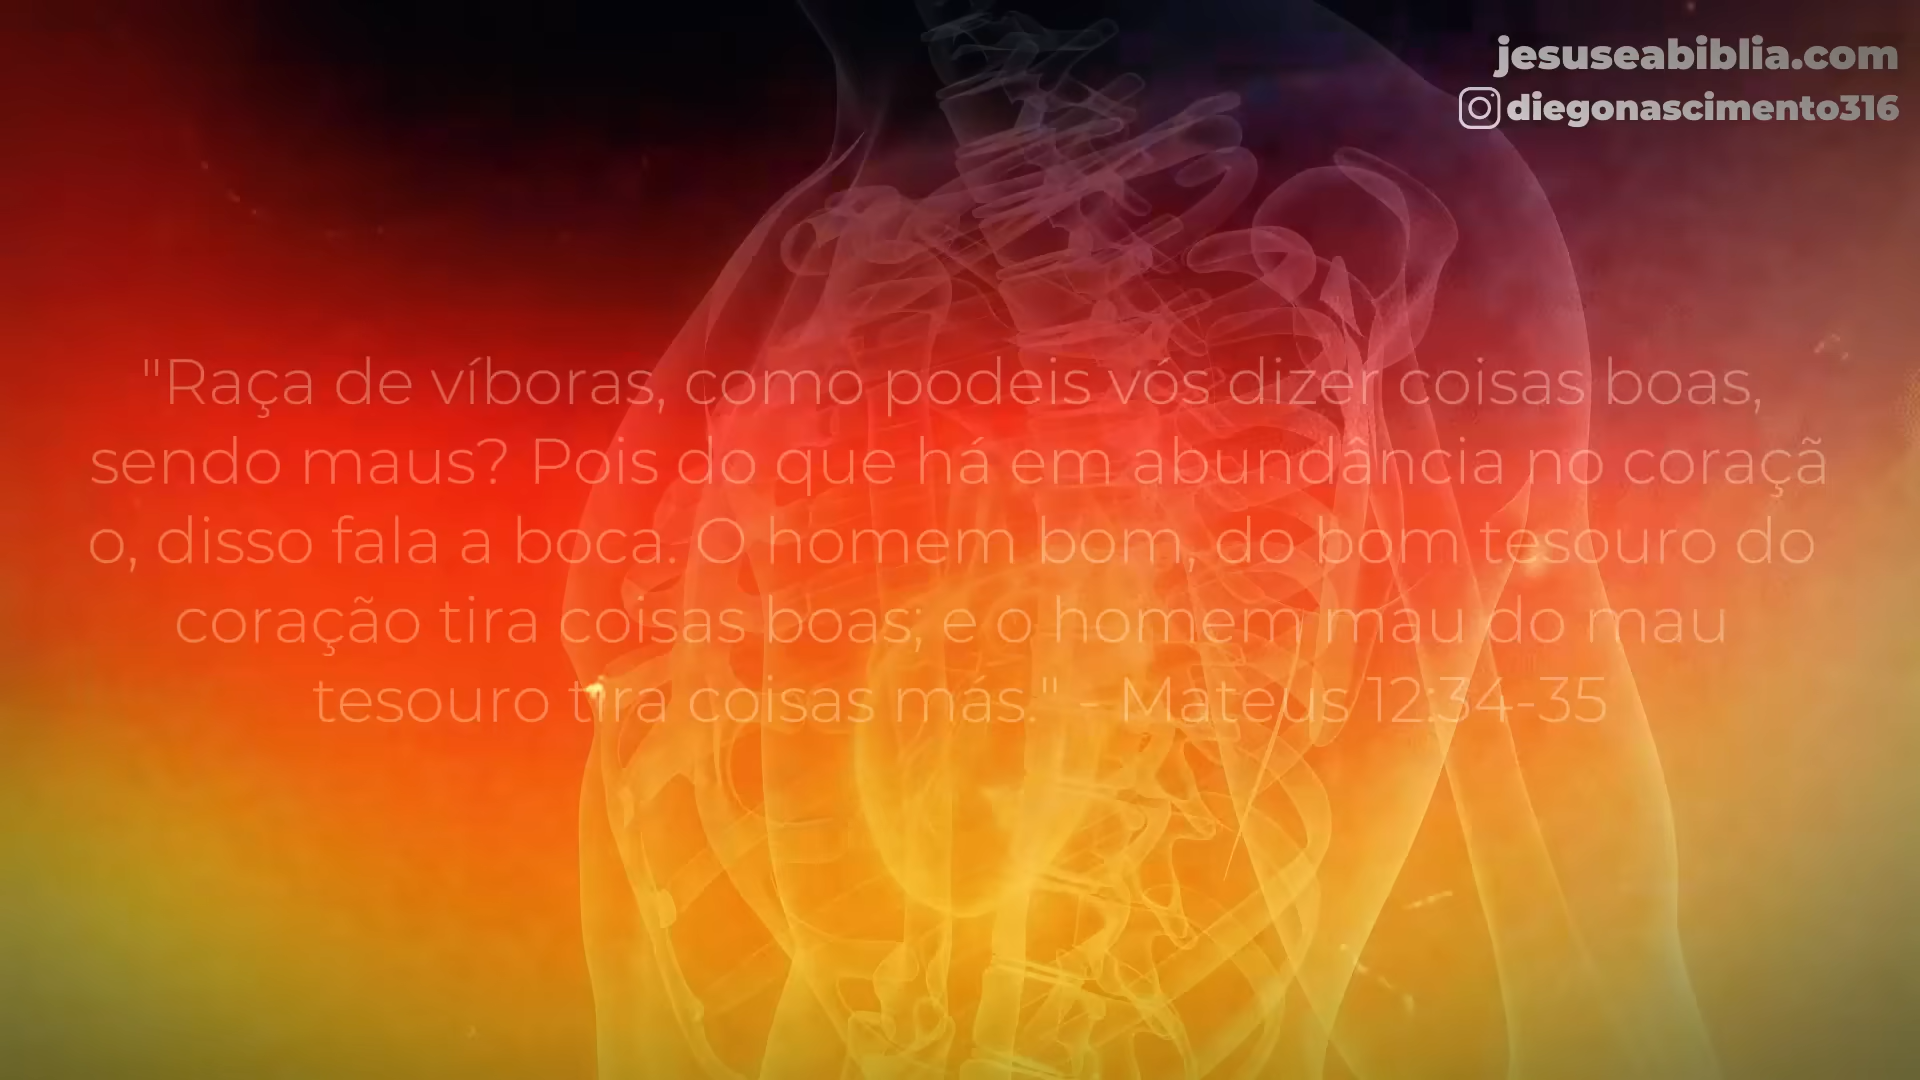 jesuseabiblia.com
diegonascimento316
"Raça de víboras, como podeis vós dizer coisas boas,
sendo maus? Pois do que há em abundância no coraçã
o, disso fala a boca. O homem bom, do bom tesouro do
coração tira coisas boas; e o homem mau do mau
tesouro tira coisas más." - Mateus 12:34-35